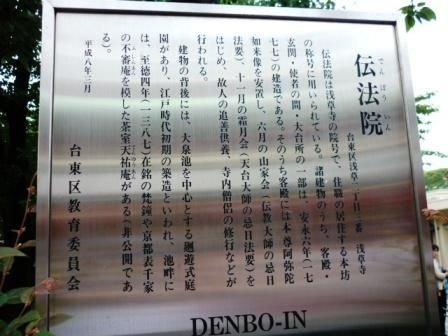 伝法院
でんぽういん
台東区浅草二丁目三番 浅草寺
伝法院は浅草寺の院号で、住職の居住する本坊
の称号に用いられている。諸建物のうち、客殿・
玄関・使者の間・大台所の一部は、安永六年(一七
七七)の建造である。そのうち客殿には本尊阿弥陀
如来像を安置し、六月の山家会(伝教大師の忌日
法要)、十一月の霜月会(天台大師の忌日法要)を
はじめ、故人の追善供養、寺内僧侶の修行などが
行われる。
建物の背後には、大泉池を中心とする廻遊式庭
園があり、江戸時代初期の築造といわれ、池畔に
は、至徳四年(一三八七)在銘の梵鐘や京都表千家
の不審庵を模した茶室天祐庵がある(非公開であ
る)。
平成八年三月
台東区教育委員会
DENBO-IN